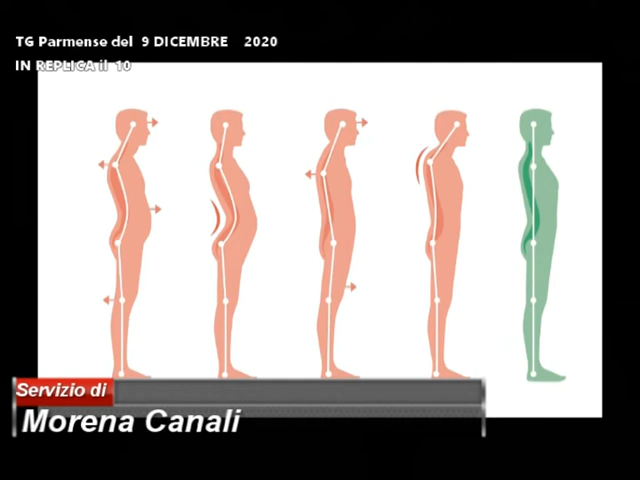 TG Parmense del 9 DICEMBRE 2020
IN REPLICA il 10
Servizio di
Morena Canali